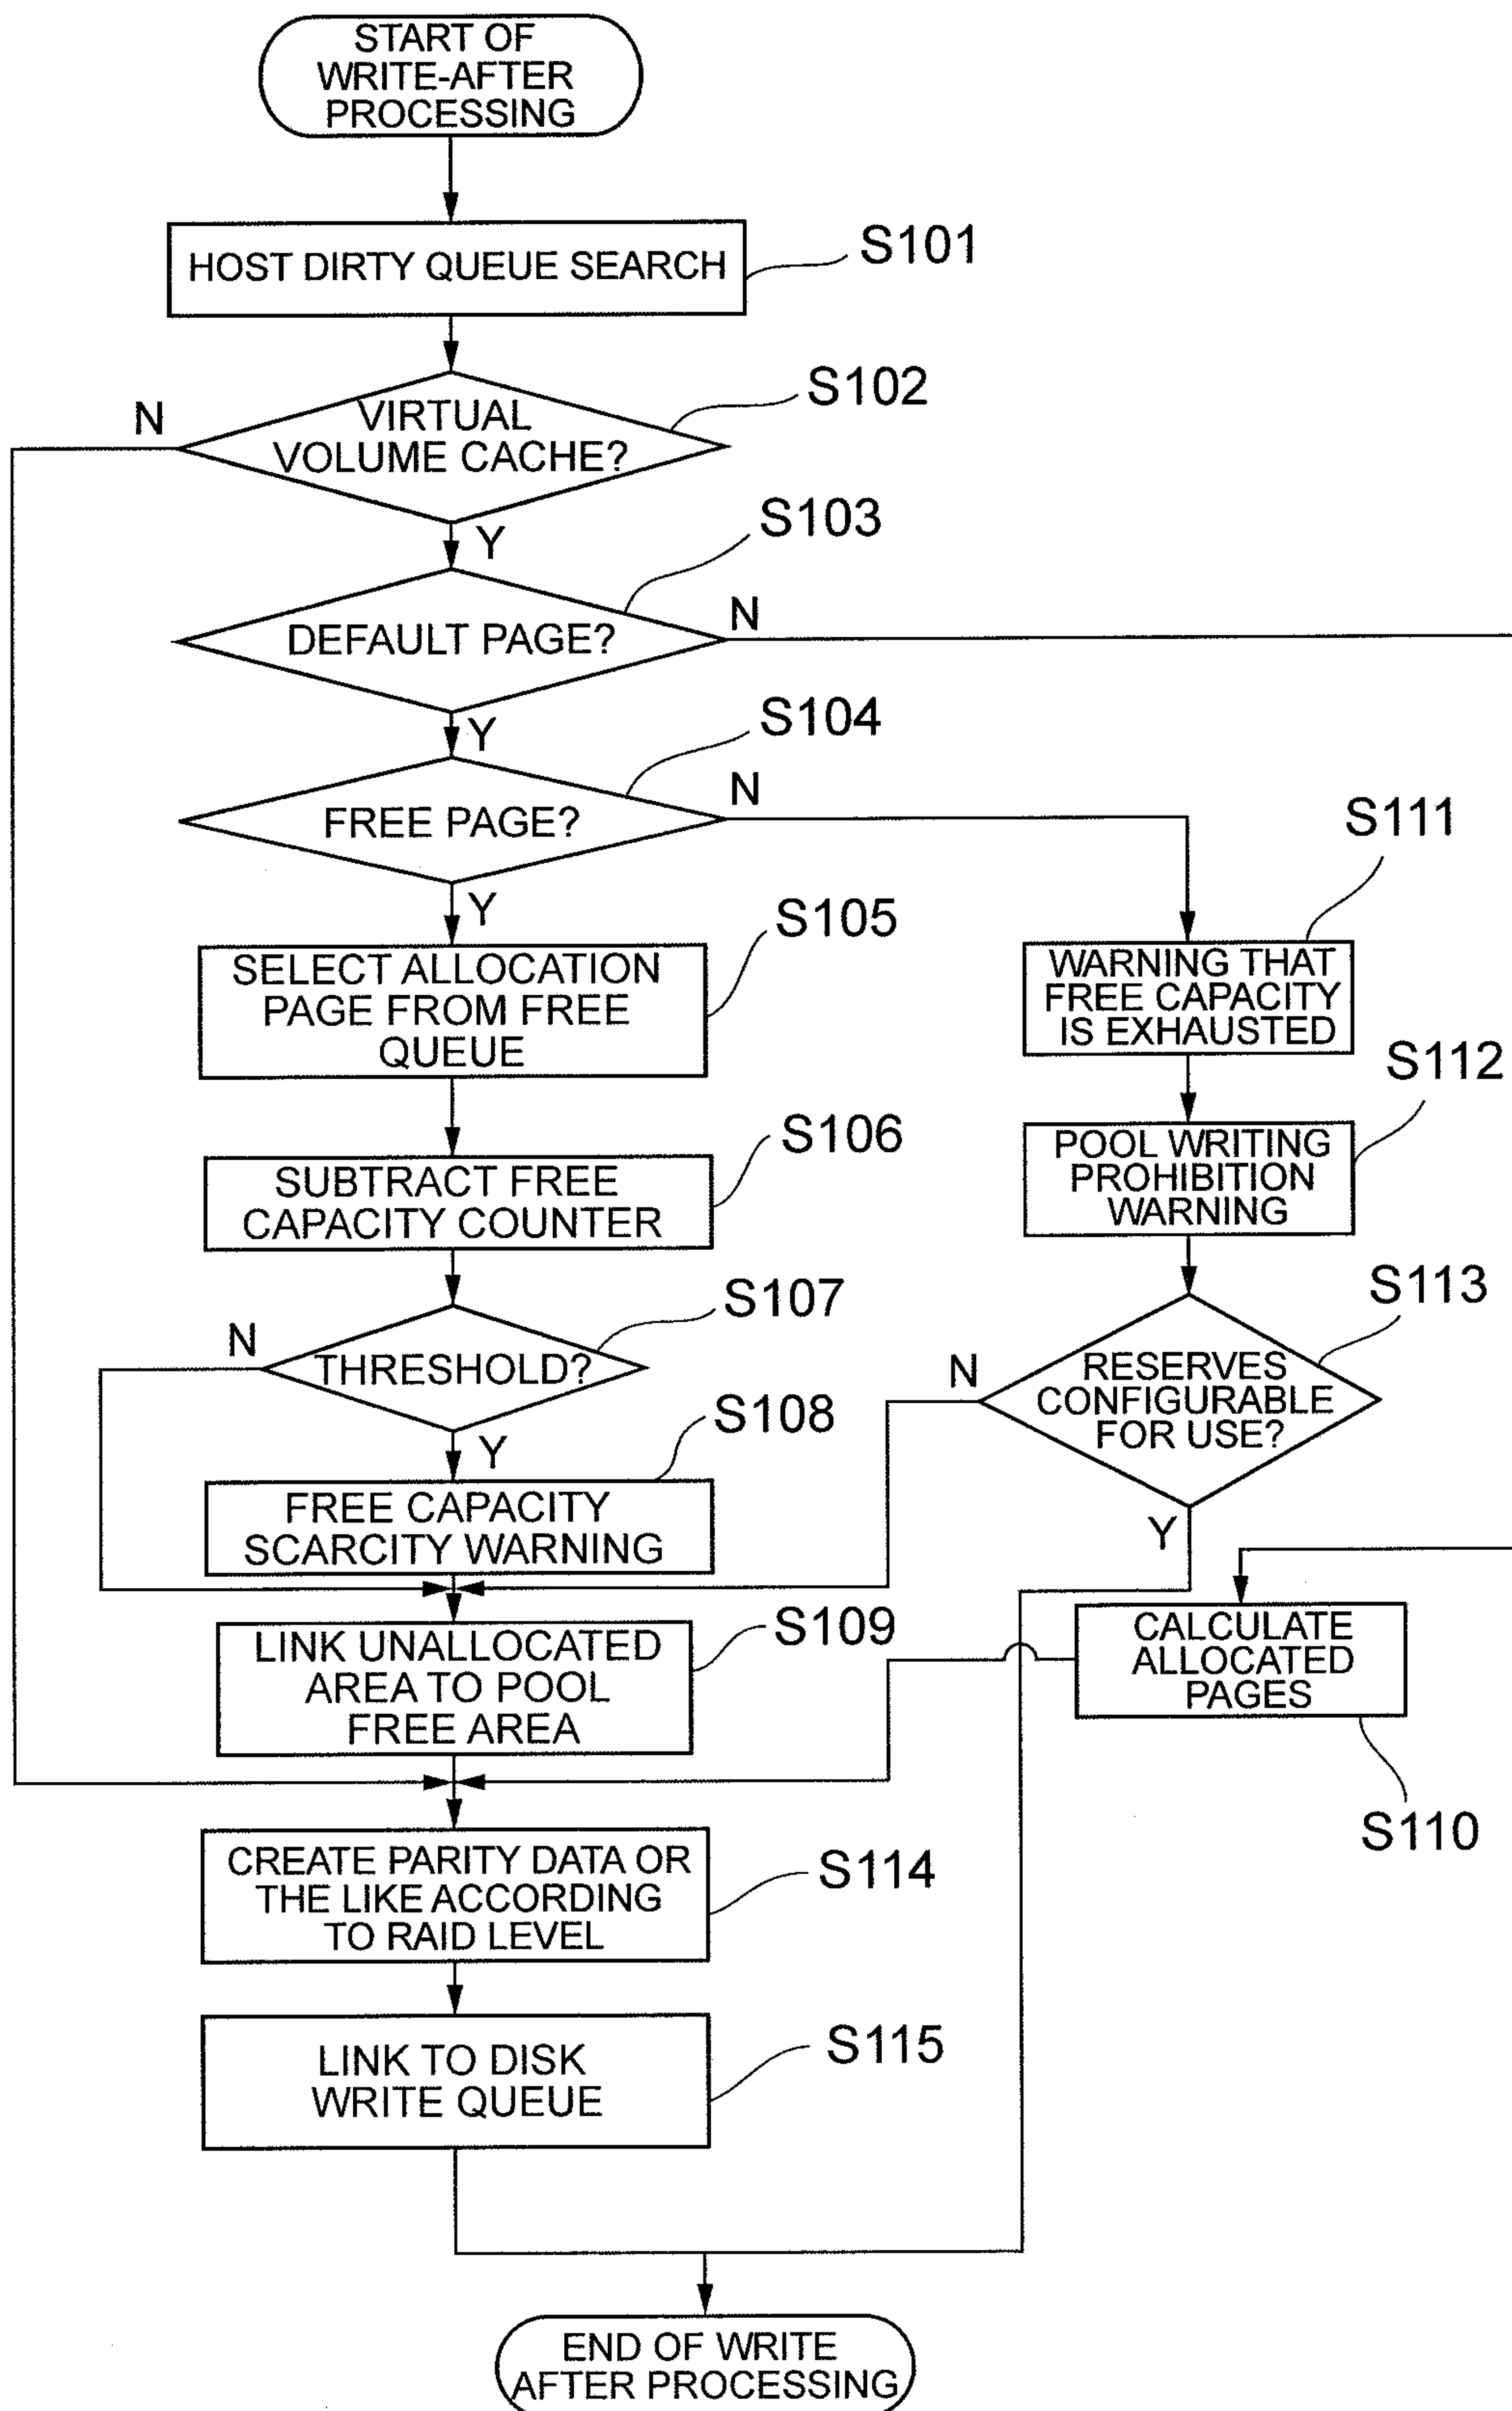 START OF
WRITE-AFTER
PROCESSING
HOST DIRTY QUEUE SEARCH
S101
VIRTUAL
VOLUME CACHE?
S102
N
Y
DEFAULT PAGE?
S103
N
Y
FREE PAGE?
S104
N
Y
SELECT ALLOCATION
PAGE FROM FREE
QUEUE
S105
WARNING THAT
FREE CAPACITY
IS EXHAUSTED
S111
SUBTRACT FREE
CAPACITY COUNTER
S106
POOL WRITING
PROHIBITION
WARNING
S112
THRESHOLD?
S107
N
Y
RESERVES
CONFIGURABLE
FOR USE?
S113
N
Y
FREE CAPACITY
SCARCITY WARNING
S108
LINK UNALLOCATED
AREA TO POOL
FREE AREA
S109
CALCULATE
ALLOCATED
PAGES
S110
CREATE PARITY DATA OR
THE LIKE ACCORDING
TO RAID LEVEL
S114
LINK TO DISK
WRITE QUEUE
S115
END OF WRITE
AFTER PROCESSING